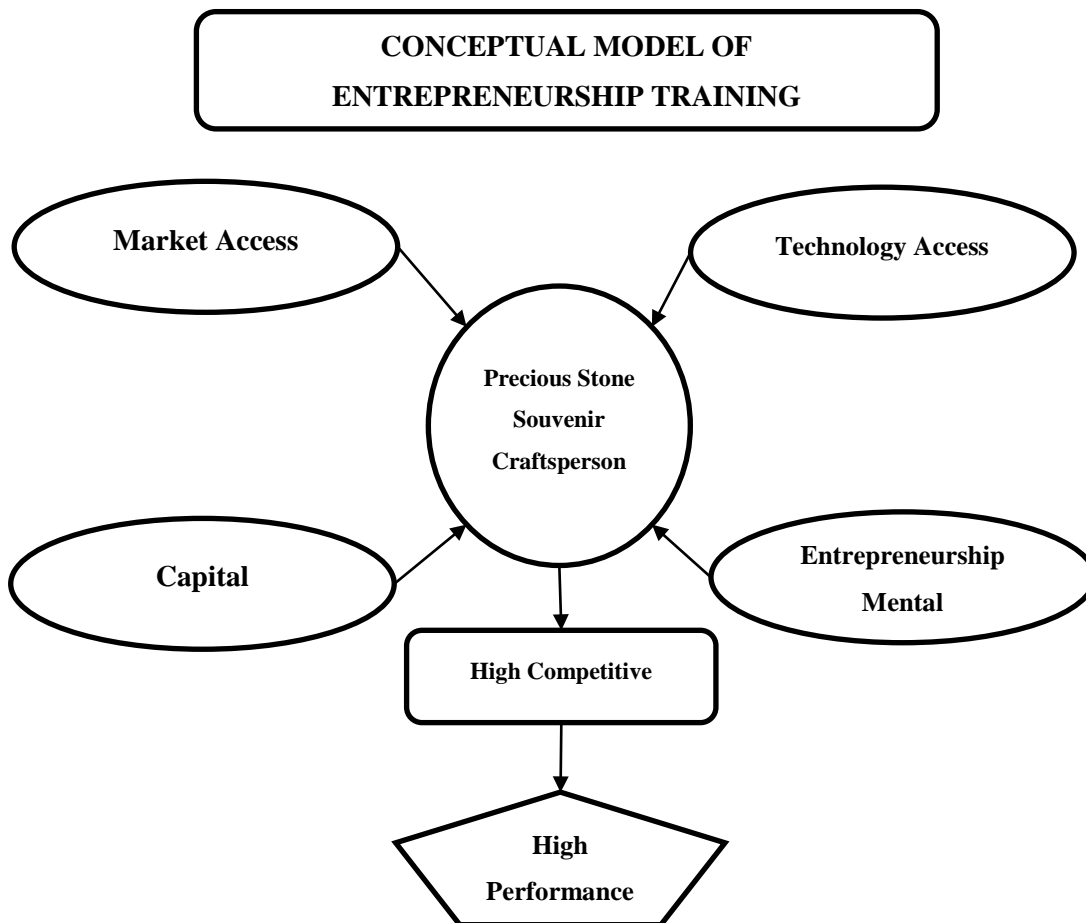 CONCEPTUAL MODEL OF
ENTREPRENEURSHIP TRAINING
Market Access
Technology Access
Precious Stone
Souvenir
Craftsperson
Capital
Entrepreneurship
Mental
High Competitive
High
Performance